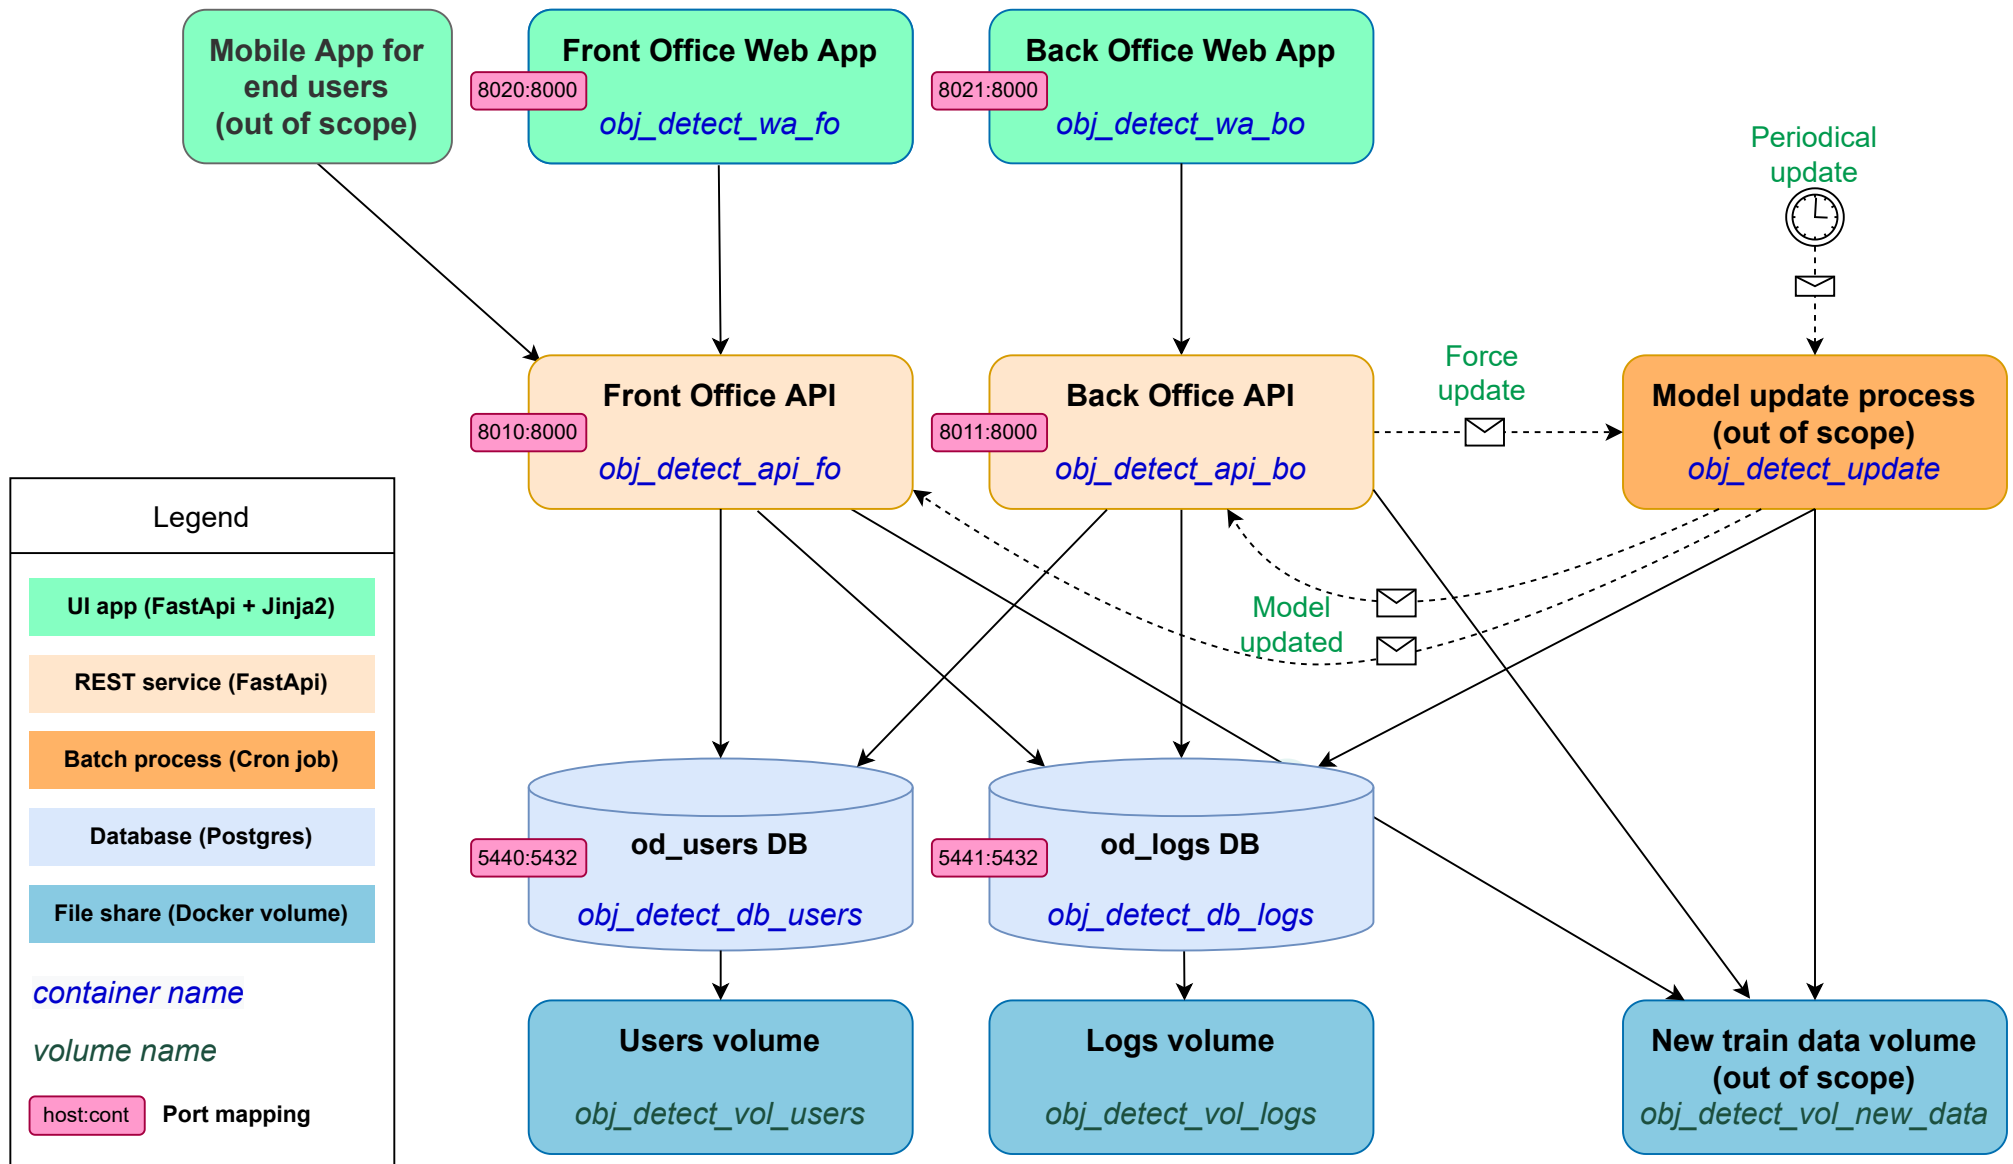 Mobile App for
end users
(out of scope)
Front Office Web App
8020:8000
obj_detect_wa_fo
Back Office Web App
8021:8000
obj_detect_wa_bo
Periodical
update
Front Office API
8010:8000
obj_detect_api_fo
Back Office API
8011:8000
obj_detect_api_bo
Force
update
Model update process
(out of scope)
obj_detect_update
Model
updated
Legend
UI app (FastApi + Jinja2)
REST service (FastApi)
Batch process (Cron job)
Database (Postgres)
File share (Docker volume)
container name
volume name
host:cont
Port mapping
od_users DB
5440:5432
obj_detect_db_users
od_logs DB
5441:5432
obj_detect_db_logs
Users volume
obj_detect_vol_users
Logs volume
obj_detect_vol_logs
New train data volume
(out of scope)
obj_detect_vol_new_data